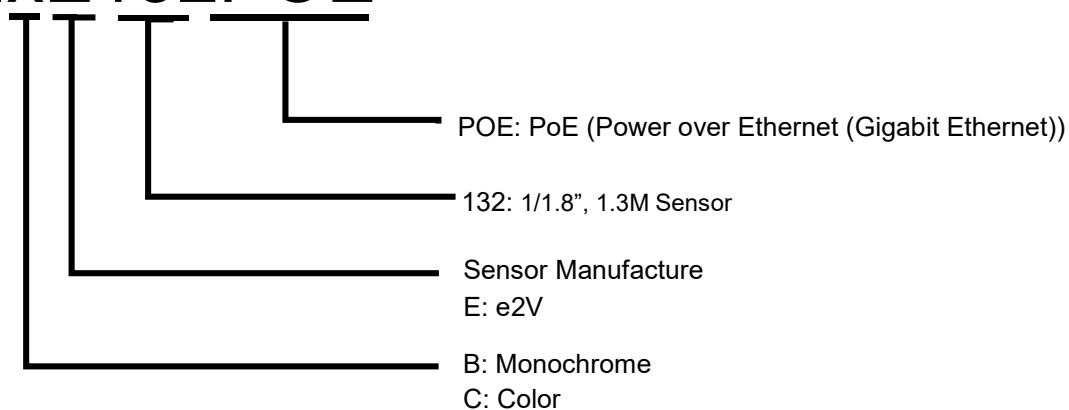 POE: PoE (Power over Ethernet (Gigabit Ethernet))
132: 1/1.8”, 1.3M Sensor
Sensor Manufacture
E: e2V
B: Monochrome
C: Color